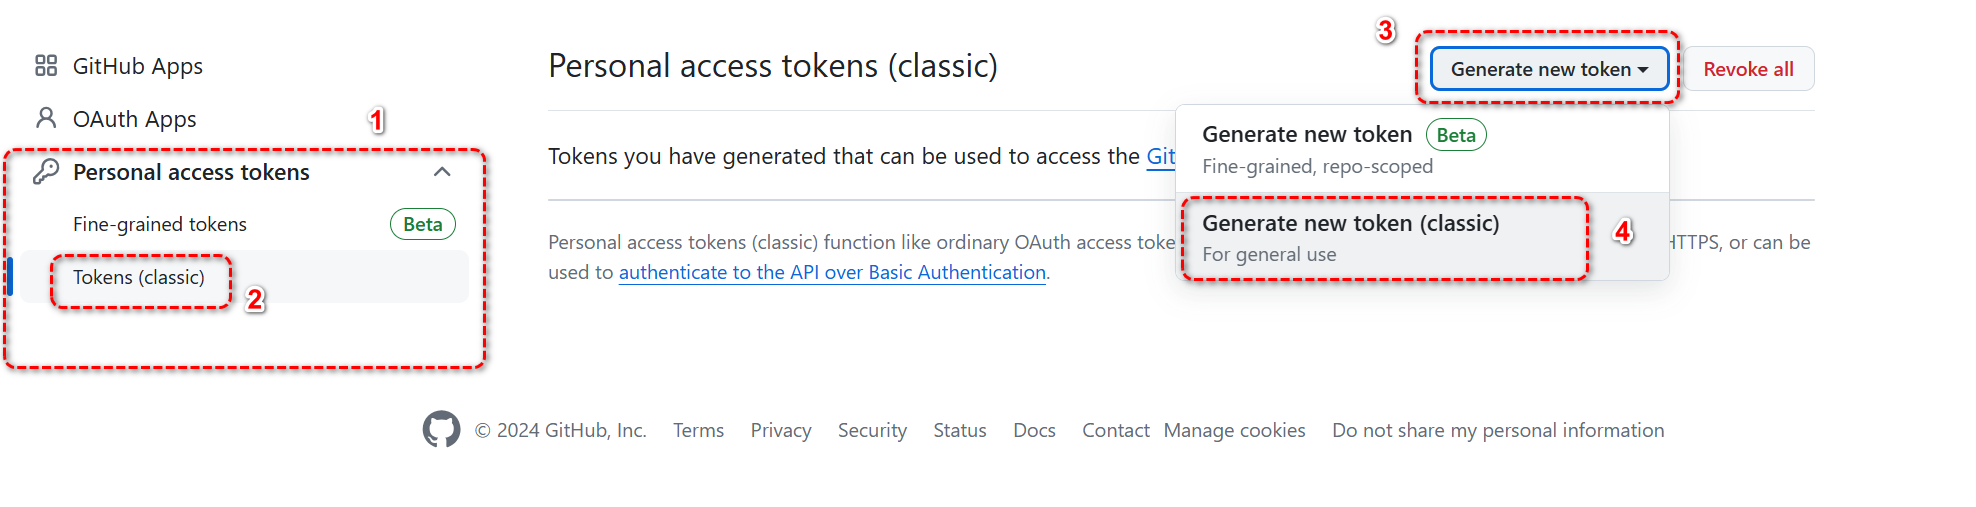 GitHub Apps
OAuth Apps
1
Personal access tokens
Fine-grained tokens Beta
Tokens (classic)
2
Personal access tokens (classic)
3
Generate new token
Revoke all
Tokens you have generated that can be used to access the
Generate new token Beta
Fine-grained, repo-scoped
Generate new token (classic)
4
For general use
Personal access tokens (classic) function like ordinary OAuth access HTTPS, or can be
used to authenticate to the API over Basic Authentication.
© 2024 GitHub, Inc. Terms Privacy Security Status Docs Contact Manage cookies Do not share my personal information